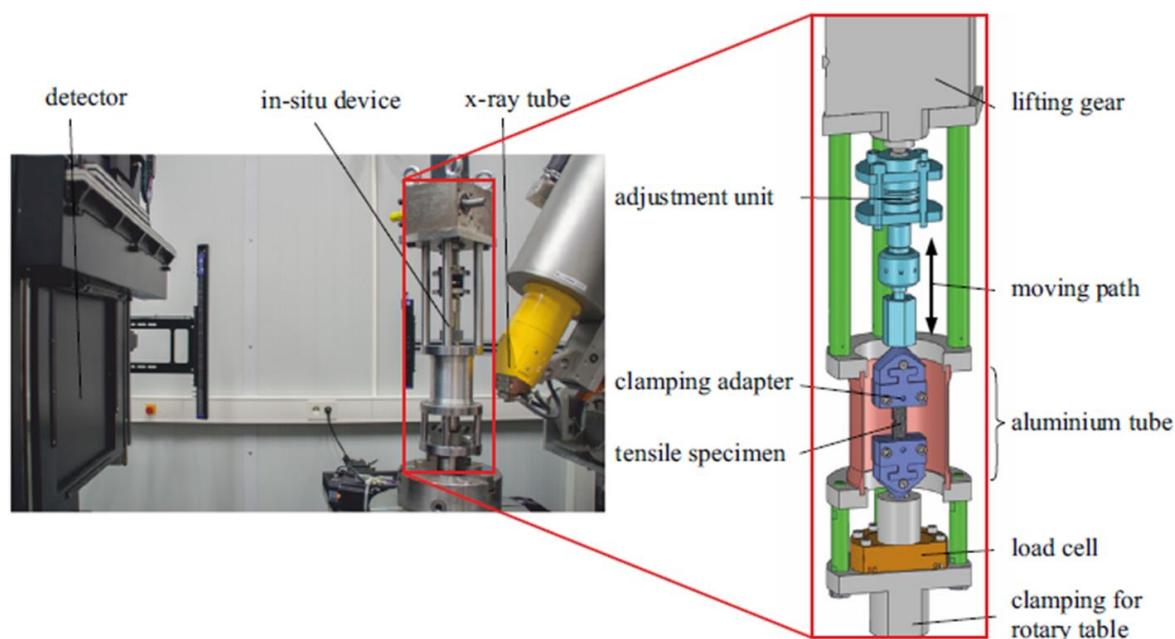 detector
in-situ device
x-ray tube
lifting gear
adjustment unit
moving path
clamping adapter
aluminium tube
tensile specimen
load cell
clamping for
rotary table